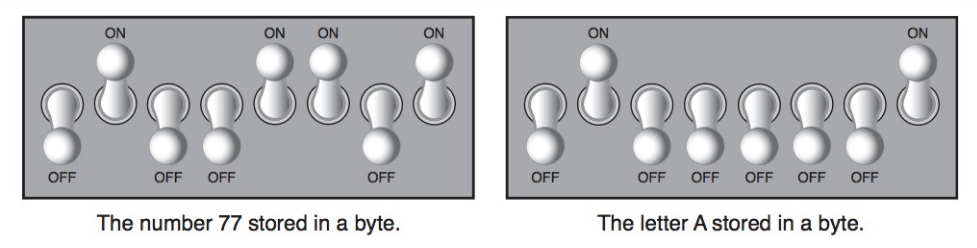 ON ON ON ON
OFF OFF OFF OFF
The number 77 stored in a byte.
ON ON
OFF OFF OFF OFF OFF OFF
The letter A stored in a byte.